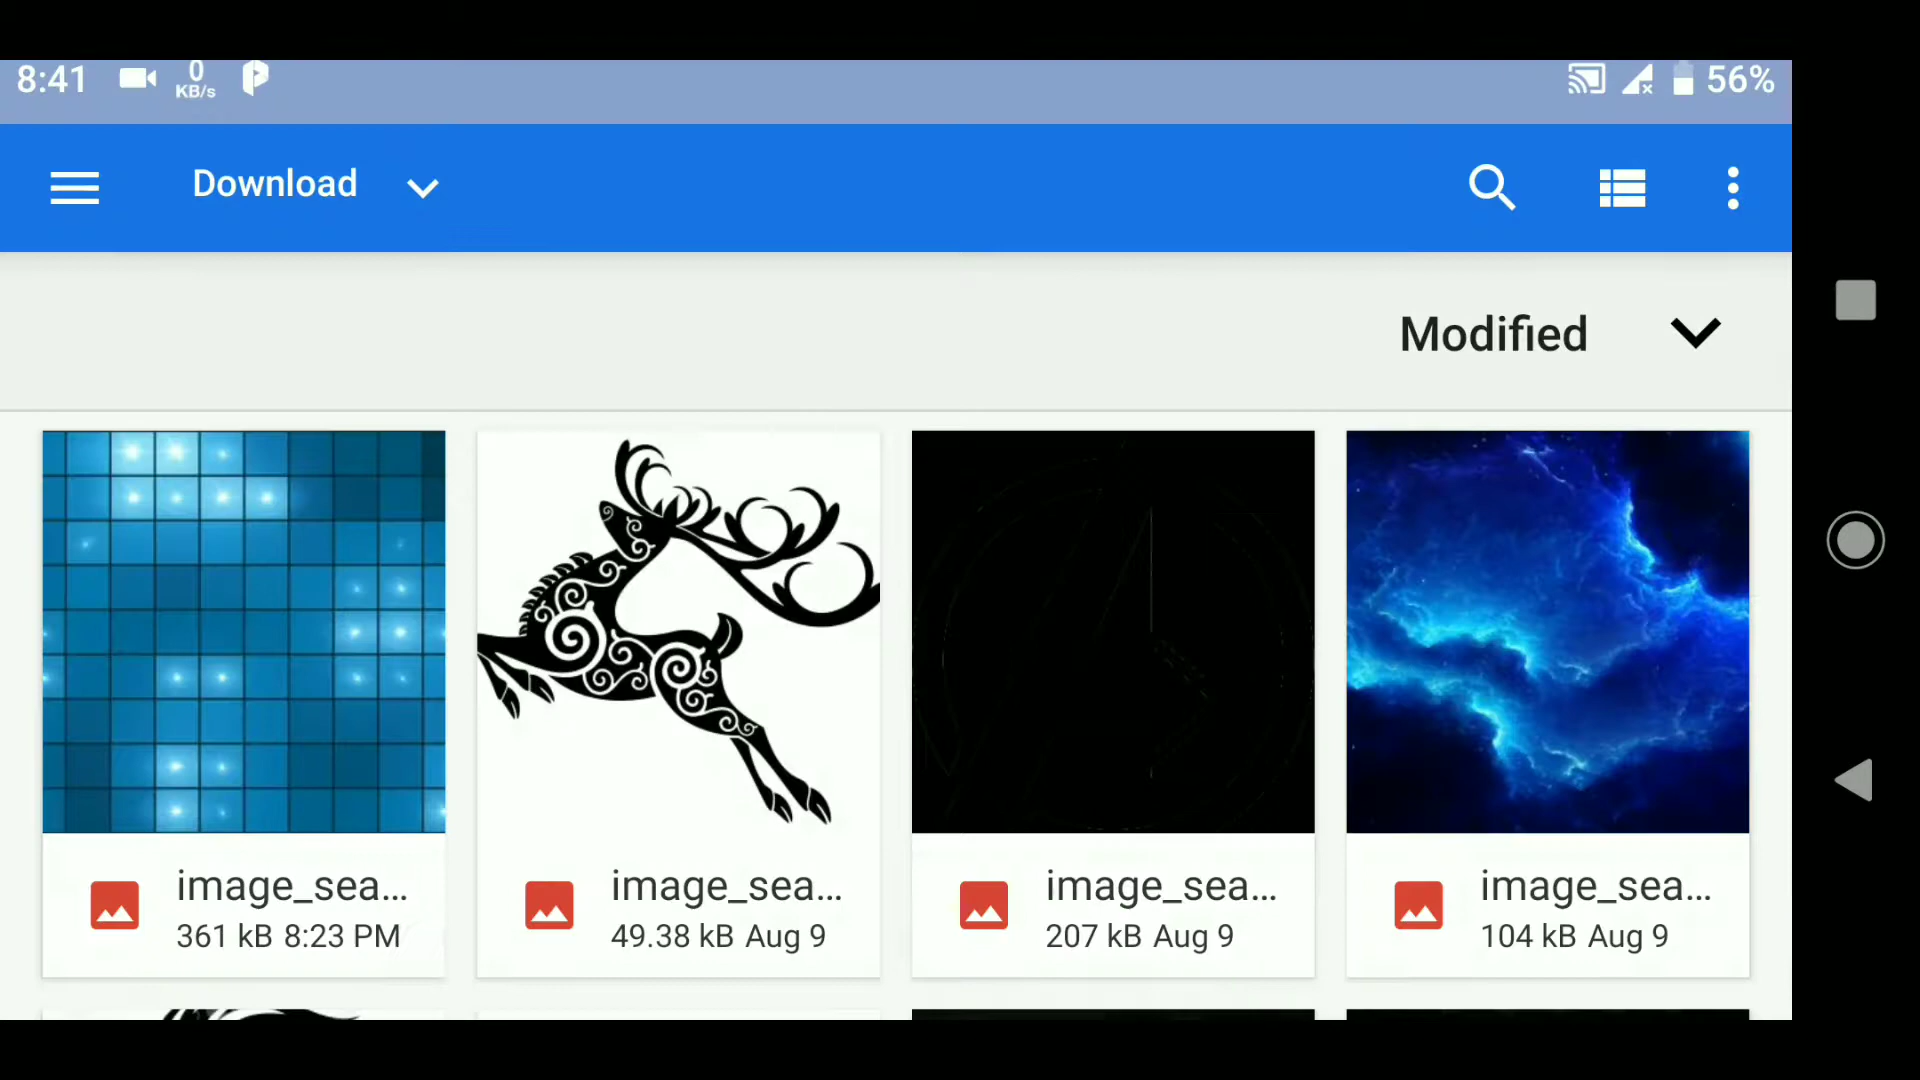 8:41 0 KB/s 56%
Download
Modified
image_sea... image_sea... image_sea... image_sea...
361 kB 8:23 PM 49.38 kB Aug 9 207 kB Aug 9 104 kB Aug 9